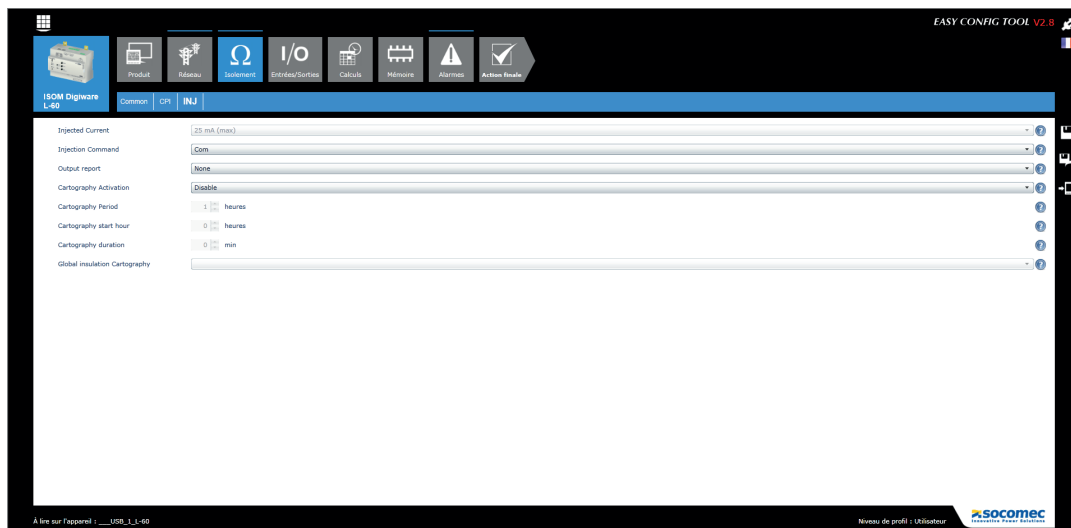 EASY CONFIG TOOL V2.8
Produit
Réseau
Ω
Isolement
I/O
Entrées/Sorties
Calculs
Mémoire
Alarmes
Action finale
ISOM Digiware
L-60
Common CPI INJ
Injected Current 25 mA (max)
Injection Command Com
Output report None
Cartography Activation Disable
Cartography Period 1 heures
Cartography start hour 0 heures
Cartography duration 0 min
Global insulation Cartography
À lire sur l'appareil : ___USB_1_L-60
Niveau de profil : Utilisateur
socomec
Innovative Power Solutions